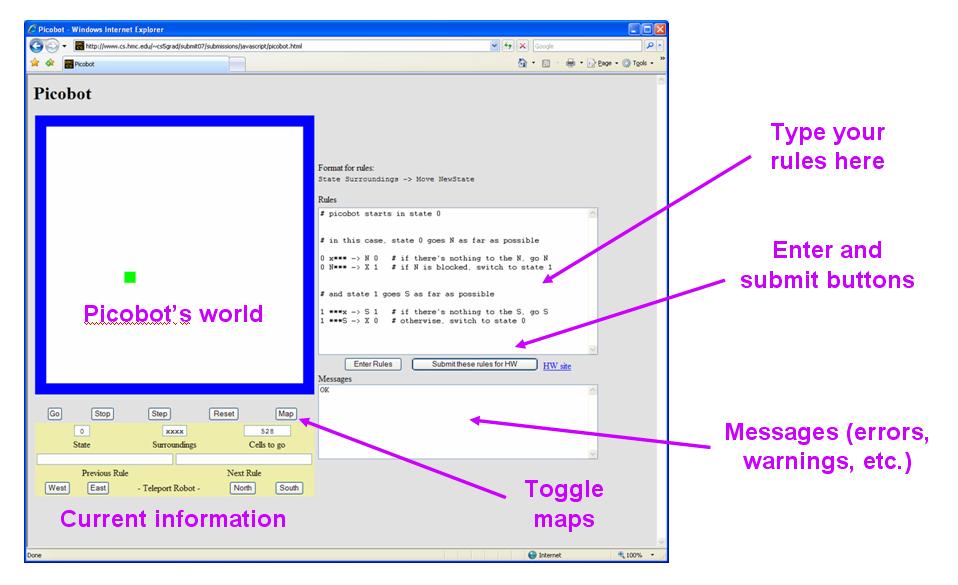 Picobot - Windows Internet Explorer
http://www.cs.hmc.edu/~cs5grad/submit07/submissions/javascript/picobot.html
Google
Picobot
Page
Tools
Picobot
Format for rules:
State Surroundings -> Move NewState
Rules
# picobot starts in state 0
# in this case, state 0 goes N as far as possible
0 x*** -> N 0 # if there's nothing to the N, go N
0 N*** -> X 1 # if N is blocked, switch to state 1
# and state 1 goes S as far as possible
1 ***x -> S 1 # if there's nothing to the S, go S
1 ***S -> X 0 # otherwise, switch to state 0
Picobot's world
Enter Rules
Submit these rules for HW
HW site
Messages
OK
Go
Stop
Step
Reset
Map
0
xxxx
528
State
Surroundings
Cells to go
Previous Rule
Next Rule
West
East
- Teleport Robot -
North
South
Current information
Done
Internet
100%
Type your
rules here
Enter and
submit buttons
Messages (errors,
warnings, etc.)
Toggle
maps